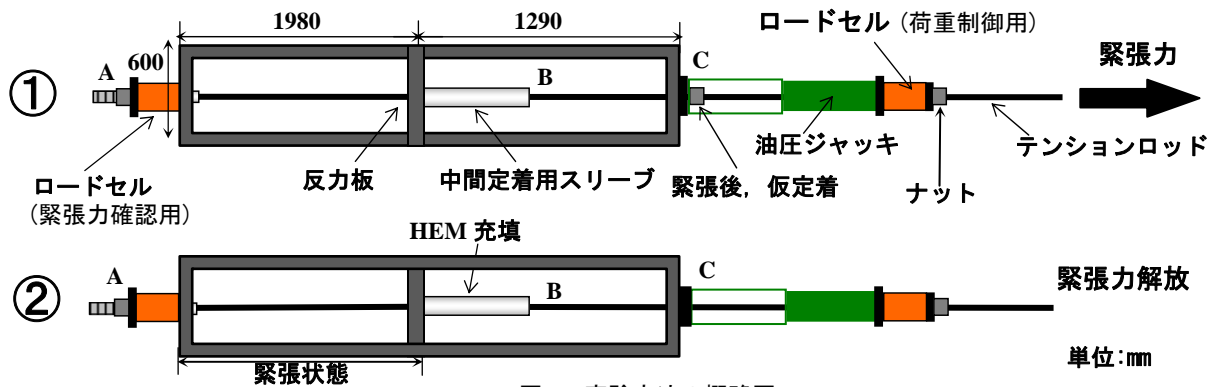 1980
1290
600
A
B
C
①
ロードセル（荷重制御用）
緊張力
油圧ジャッキ
テンションロッド
ナット
緊張後，仮定着
中間定着用スリーブ
反力板
ロードセル
（緊張力確認用）
HEM 充填
②
A
B
C
緊張力解放
緊張状態
単位:mm